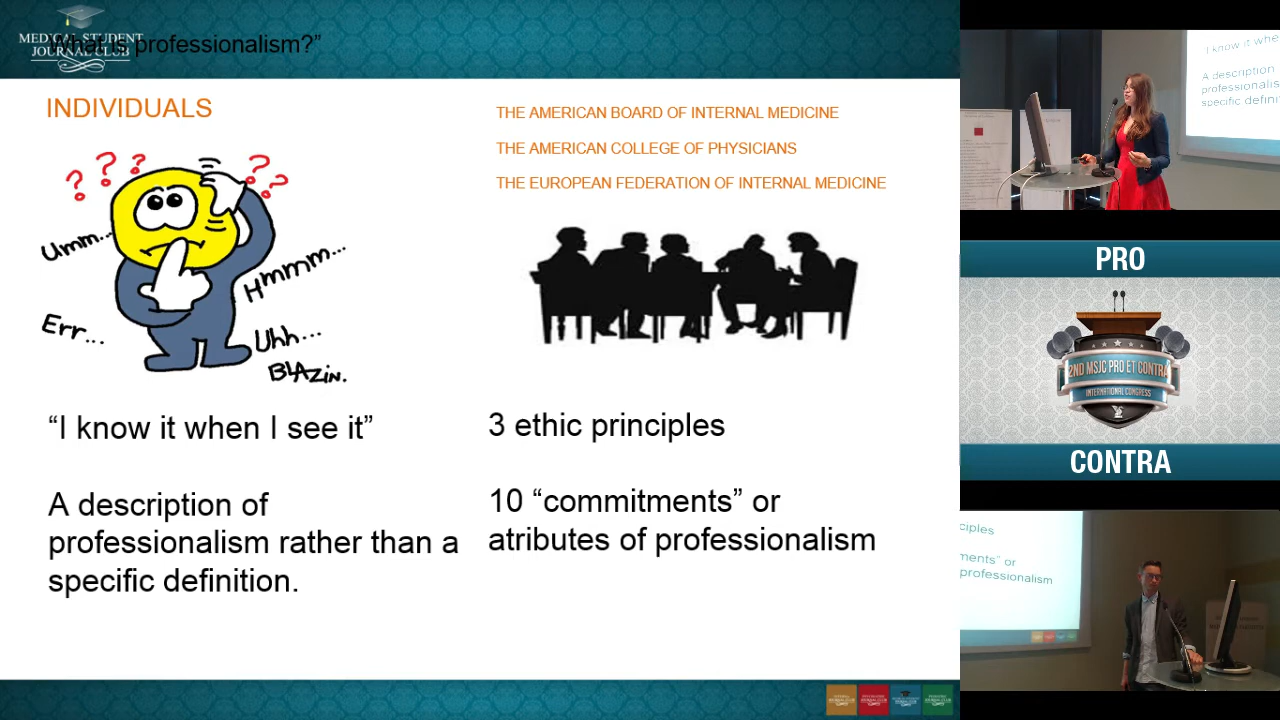 MEDICAL STUDENT
JOURNAL CLUB
"What is professionalism?”
INDIVIDUALS
Umm...
Hmmm...
Err...
Uhh...
BLAZIN.
“I know it when I see it”
A description of
professionalism rather than a
specific definition.
THE AMERICAN BOARD OF INTERNAL MEDICINE
THE AMERICAN COLLEGE OF PHYSICIANS
THE EUROPEAN FEDERATION OF INTERNAL MEDICINE
3 ethic principles
10 “commitments” or
atributes of professionalism
I know it whe
A description
professionalis
specific defini
PRO
2ND MSJC PRO ET CONTRA
INTERNATIONAL CONGRESS
CONTRA
ciples
ments” or
professionalism